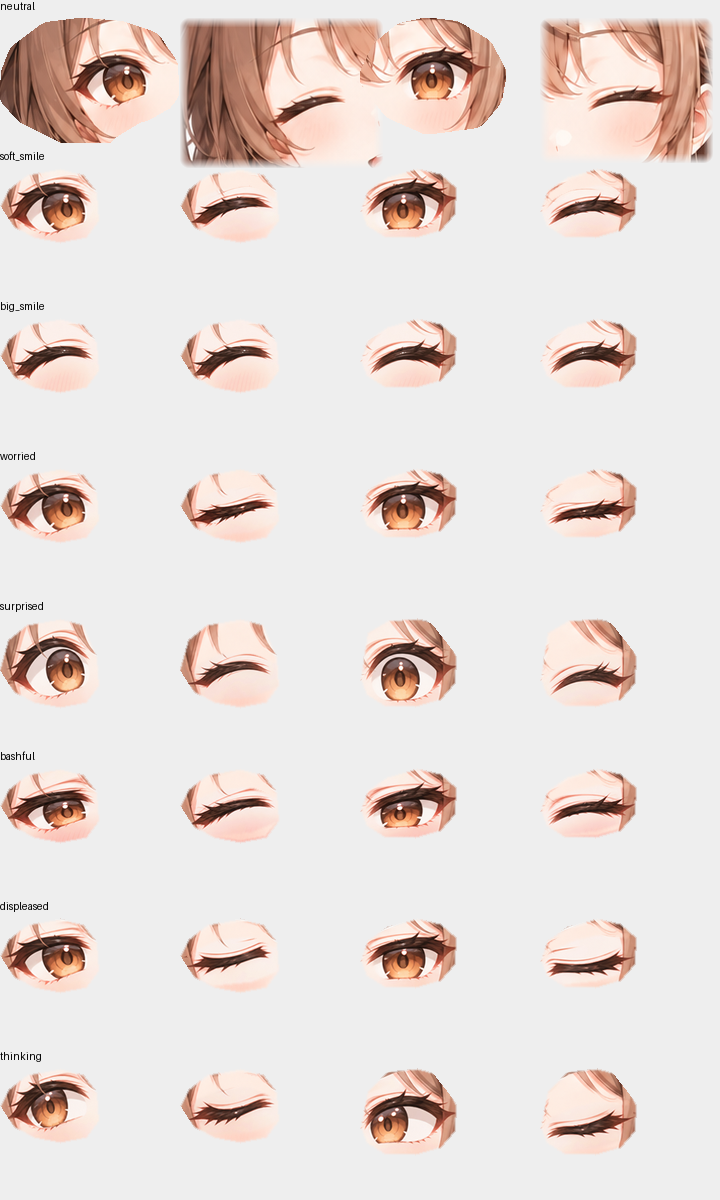 neutral
soft_smile
big_smile
worried
surprised
bashful
displeased
thinking